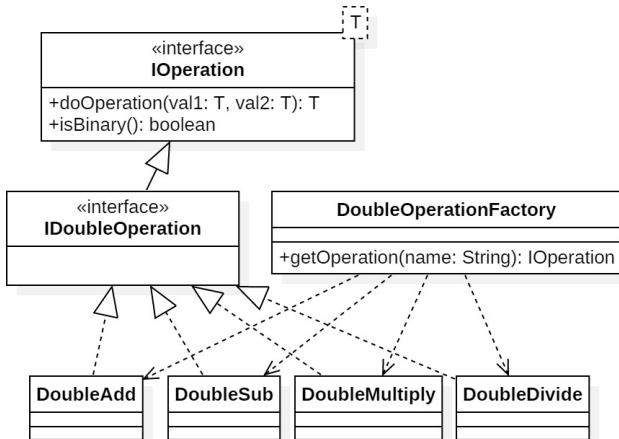 T
«interface»
IOperation
+doOperation(val1: T, val2: T): T
+isBinary(): boolean
«interface»
IDoubleOperation
DoubleOperationFactory
+getOperation(name: String): IOperation
DoubleAdd
DoubleSub
DoubleMultiply
DoubleDivide